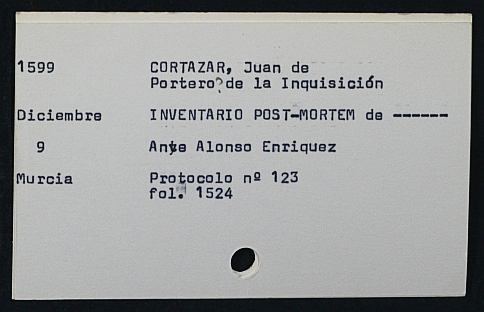 1599 CORTAZAR, Juan de
Portero? de la Inquisición
Diciembre INVENTARIO POST-MORTEM de ------
9 Ante Alonso Enriquez
Murcia Protocolo nº 123
fol. 1524